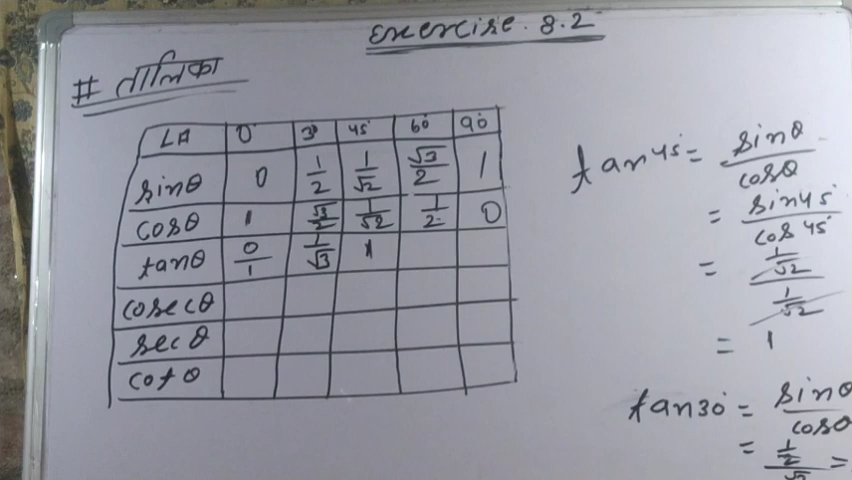 Exercise. 8.2
# तालिका
∠A 0° 30° 45° 60° 90°
sinθ 0 1/2 1/√2 √3/2 1
cosθ 1 √3/2 1/√2 1/2 0
tanθ 0/1 1/√3 1
cosecθ
secθ
cotθ
tan45° = sinθ/cosθ
= sin45°/cos45°
= 1/√2 / 1/√2
= 1
tan30° = sinθ/cosθ
= 1/2 / √ =